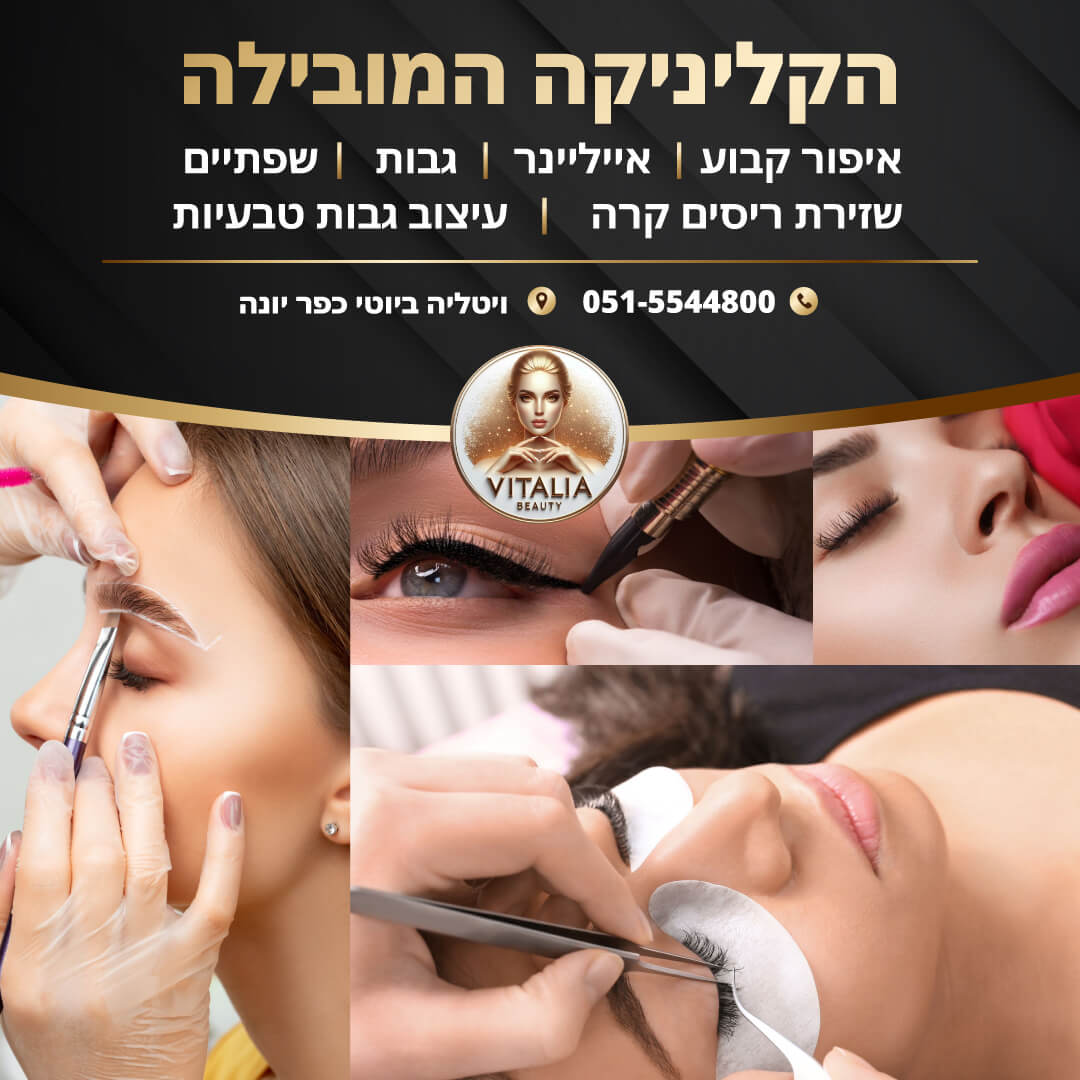 הקליניקה המובילה
איפור קבוע | אייליינר | גבות | שפתיים
שזירת ריסים קרה | עיצוב גבות טבעיות
051-5544800 ויטליה ביוטי כפר יונה
VITALIA
BEAUTY